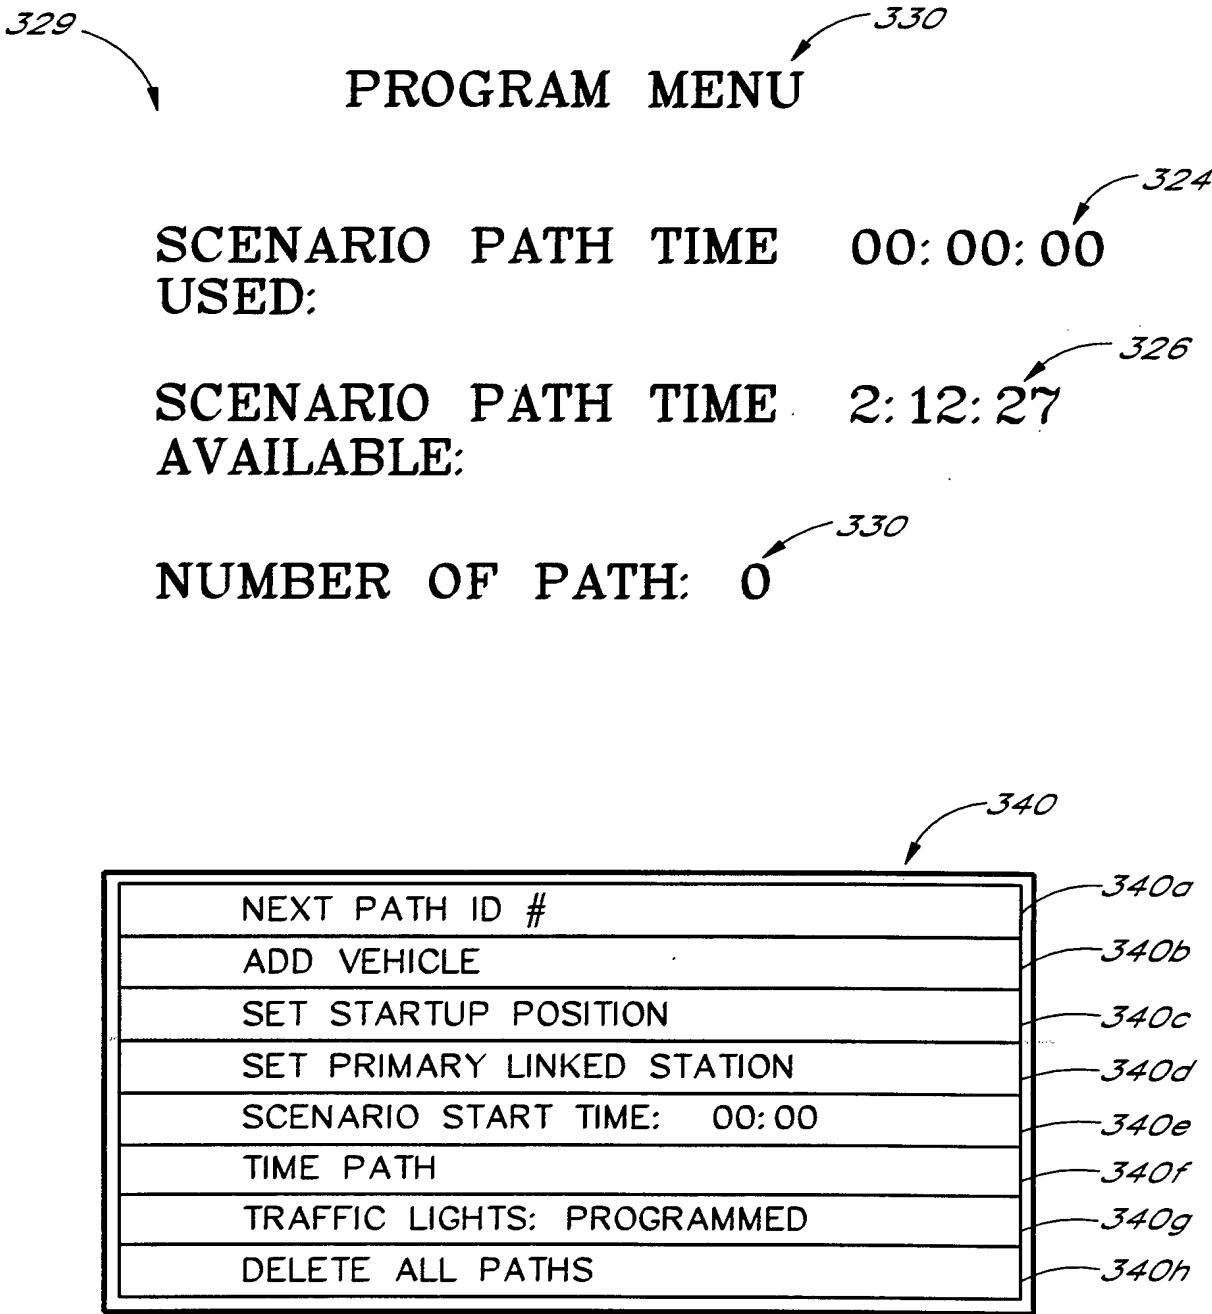 329
330
PROGRAM MENU
324
SCENARIO PATH TIME 00:00:00
USED:
326
SCENARIO PATH TIME 2:12:27
AVAILABLE:
330
NUMBER OF PATH: 0
340
NEXT PATH ID # 340a
ADD VEHICLE 340b
SET STARTUP POSITION 340c
SET PRIMARY LINKED STATION 340d
SCENARIO START TIME: 00:00 340e
TIME PATH 340f
TRAFFIC LIGHTS: PROGRAMMED 340g
DELETE ALL PATHS 340h